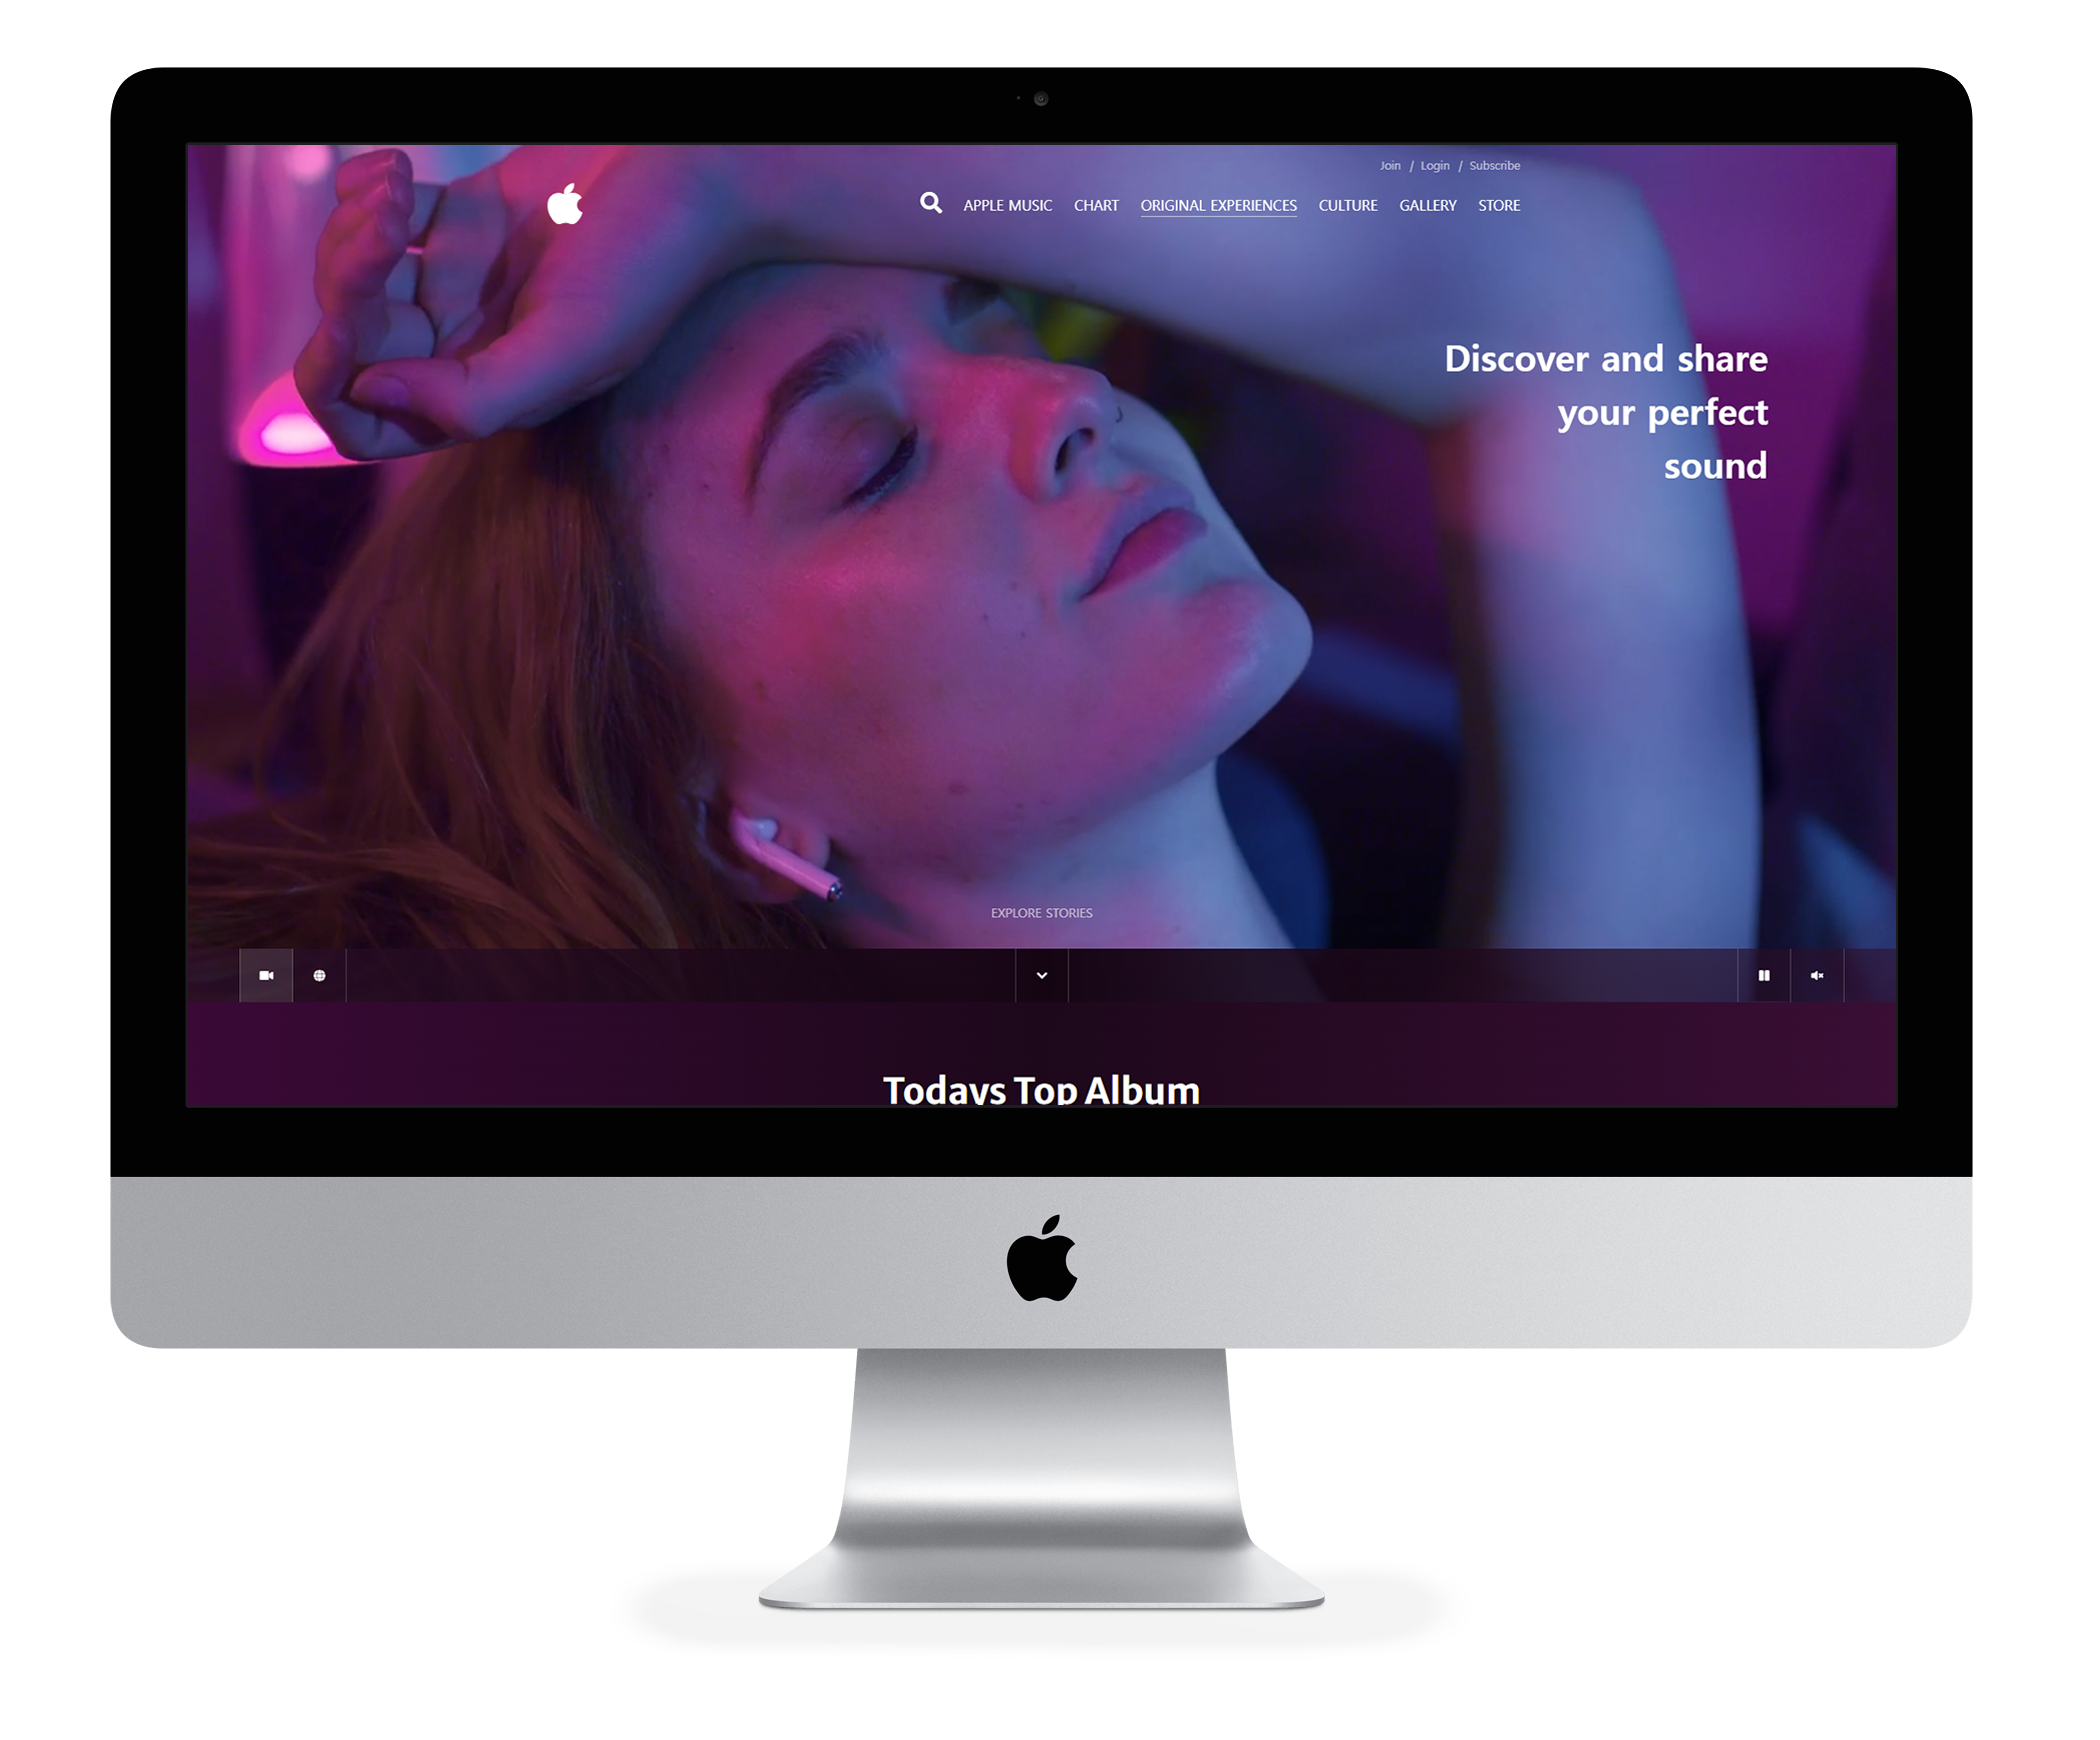 Join / Login / Subscribe
APPLE MUSIC CHART ORIGINAL EXPERIENCES CULTURE GALLERY STORE
Discover and share
your perfect
sound
EXPLORE STORIES
Todays Top Album